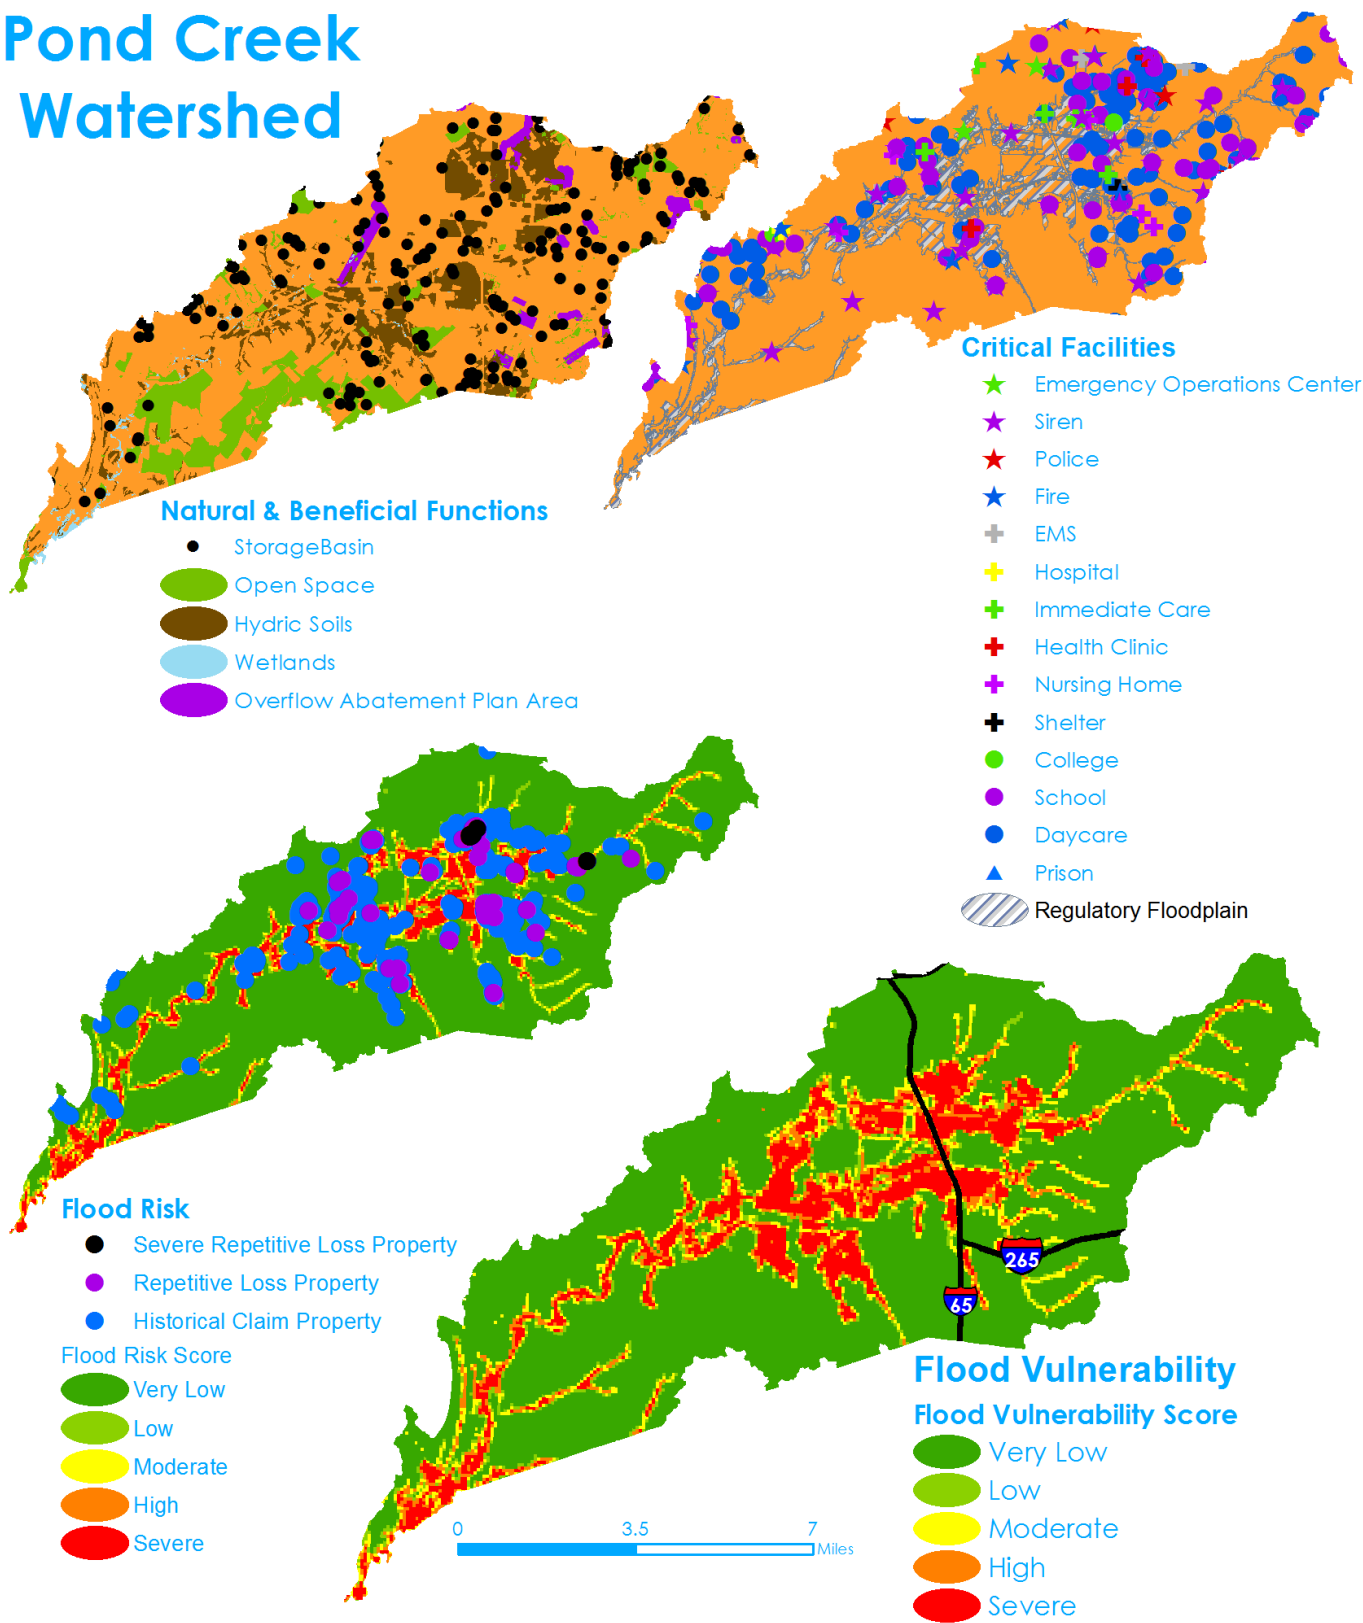 Pond Creek
Watershed
Critical Facilities
Emergency Operations Center
Siren
Police
Fire
EMS
Hospital
Immediate Care
Health Clinic
Nursing Home
Shelter
College
School
Daycare
Prison
Regulatory Floodplain
Natural & Beneficial Functions
StorageBasin
Open Space
Hydric Soils
Wetlands
Overflow Abatement Plan Area
Flood Risk
Severe Repetitive Loss Property
Repetitive Loss Property
Historical Claim Property
Flood Risk Score
Very Low
Low
Moderate
High
Severe
265
65
Flood Vulnerability
Flood Vulnerability Score
Very Low
Low
Moderate
High
Severe
0 3.5 7
Miles